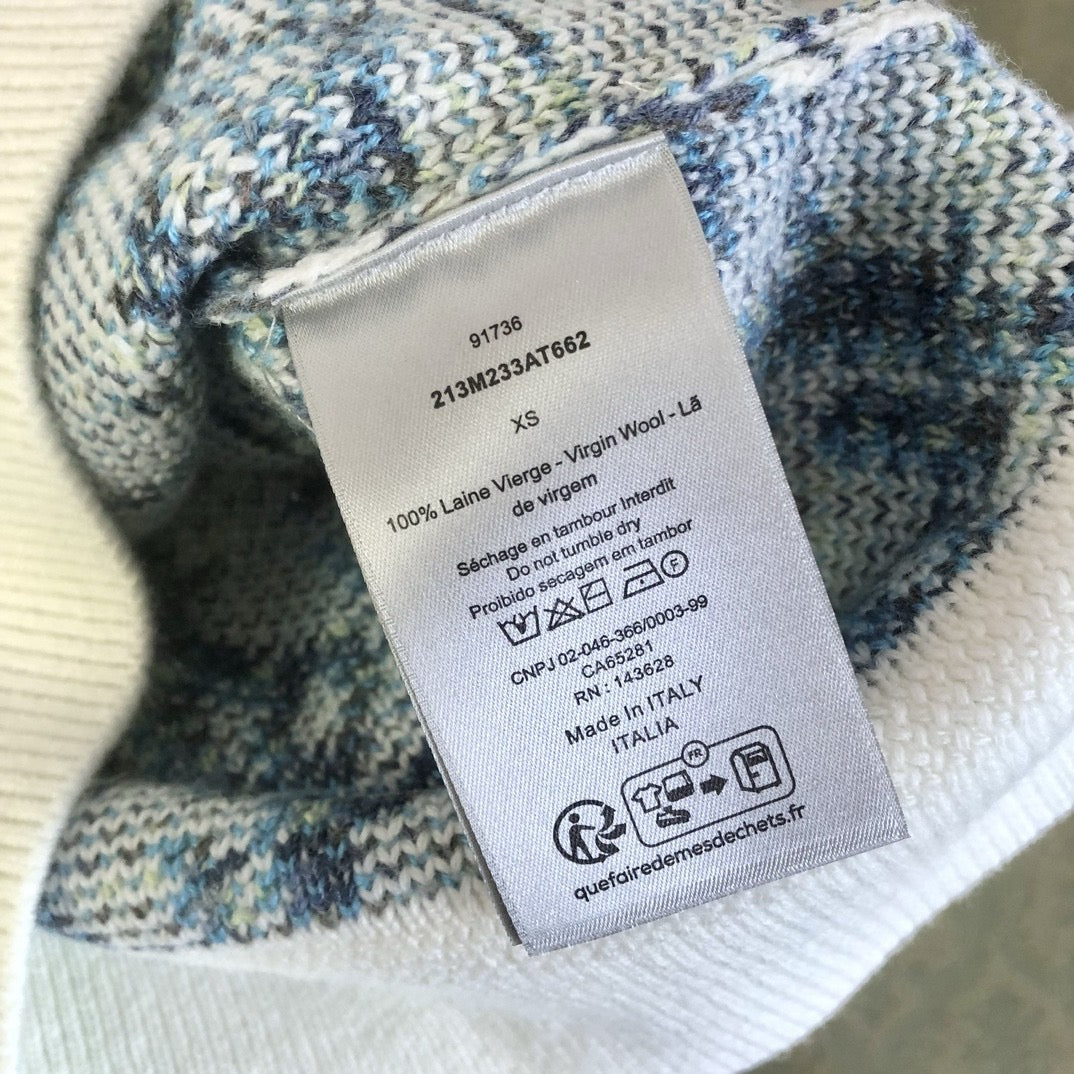 91736
213M233AT662
XS
100% Laine Vierge - Virgin Wool - Lã
de virgem
Séchage en tambour Interdit
Do not tumble dry
Proibido secagem em tambor
F
CNPJ 02-046-366/0003-99
CA65281
RN : 143628
Made In ITALY
ITALIA
FR
quefairedemesdechets.fr